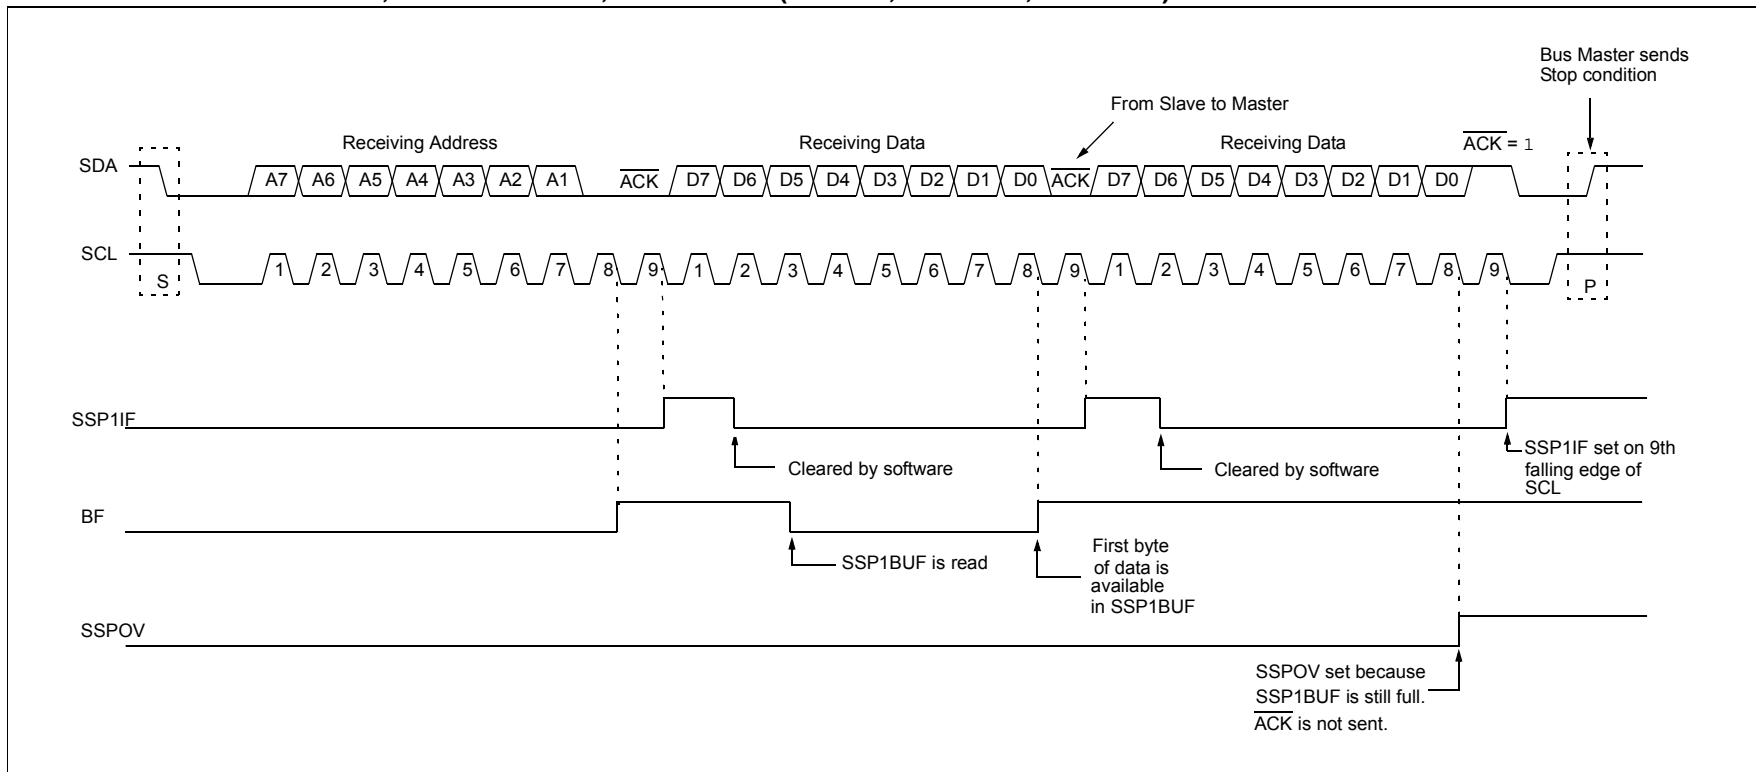 Bus Master sends
Stop condition
From Slave to Master
Receiving Address
Receiving Data
Receiving Data
ACK = 1
SDA
A7 A6 A5 A4 A3 A2 A1 ACK D7 D6 D5 D4 D3 D2 D1 D0 ACK D7 D6 D5 D4 D3 D2 D1 D0
SCL
S 1 2 3 4 5 6 7 8 9 1 2 3 4 5 6 7 8 9 1 2 3 4 5 6 7 8 9 P
SSP1IF
Cleared by software
Cleared by software
SSP1IF set on 9th
falling edge of
SCL
BF
SSP1BUF is read
First byte
of data is
available
in SSP1BUF
SSPOV
SSPOV set because
SSP1BUF is still full.
ACK is not sent.